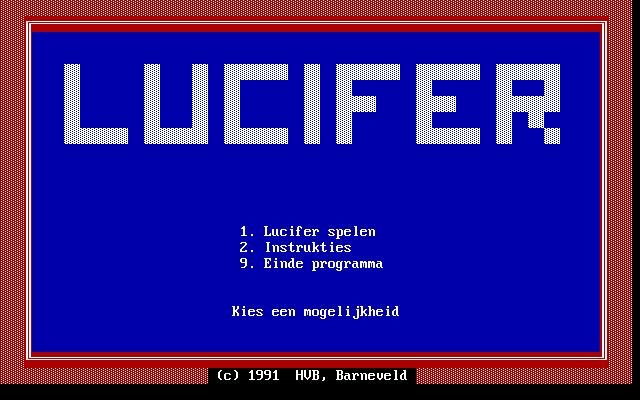 LUCIFER
1. Lucifer spelen
2. Instrukties
9. Einde programma
Kies een mogelijkheid
(c) 1991 HVB, Barneveld